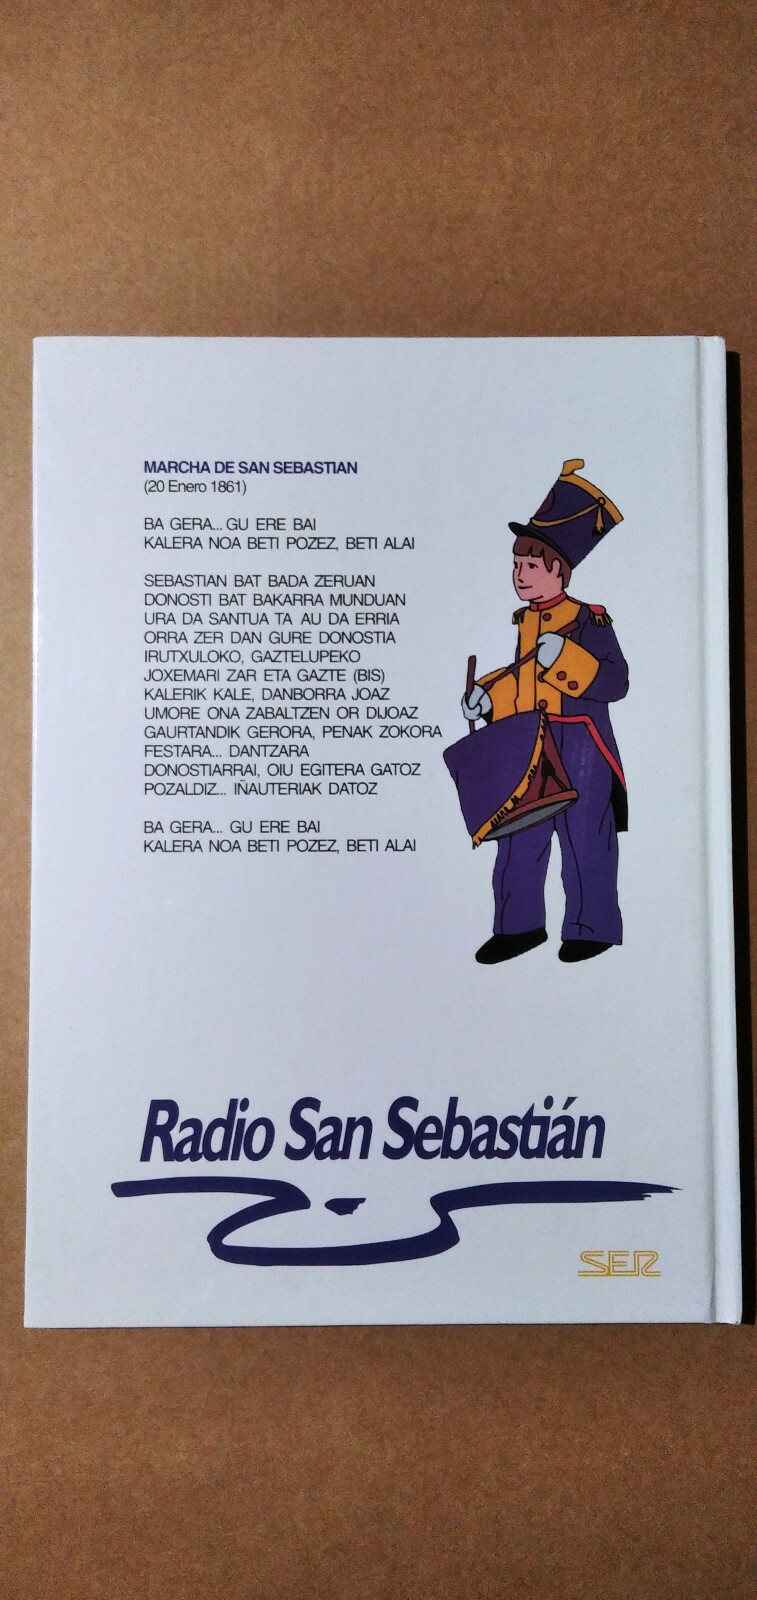 MARCHA DE SAN SEBASTIAN
(20 Enero 1861)
BA GERA... GU ERE BAI
KALERA NOA BETI POZEZ, BETI ALAI
SEBASTIAN BAT BADA ZERUAN
DONOSTI BAT BAKARRA MUNDUAN
URA DA SANTUA TA AU DA ERRIA
ORRA ZER DAN GURE DONOSTIA
IRUTXULOKO, GAZTELUPEKO
JOXEMARI ZAR ETA GAZTE (BIS)
KALERIK KALE, DANBORRA JOAZ
UMORE ONA ZABALTZEN OR DIJOAZ
GAURTANDIK GERORA, PENAK ZOKORA
FESTARA... DANTZARA
DONOSTIARRAI, OIU EGITERA GATOZ
POZALDIZ... IÑAUTERIAK DATOZ
BA GERA... GU ERE BAI
KALERA NOA BETI POZEZ, BETI ALAI
Radio San Sebastián
SER